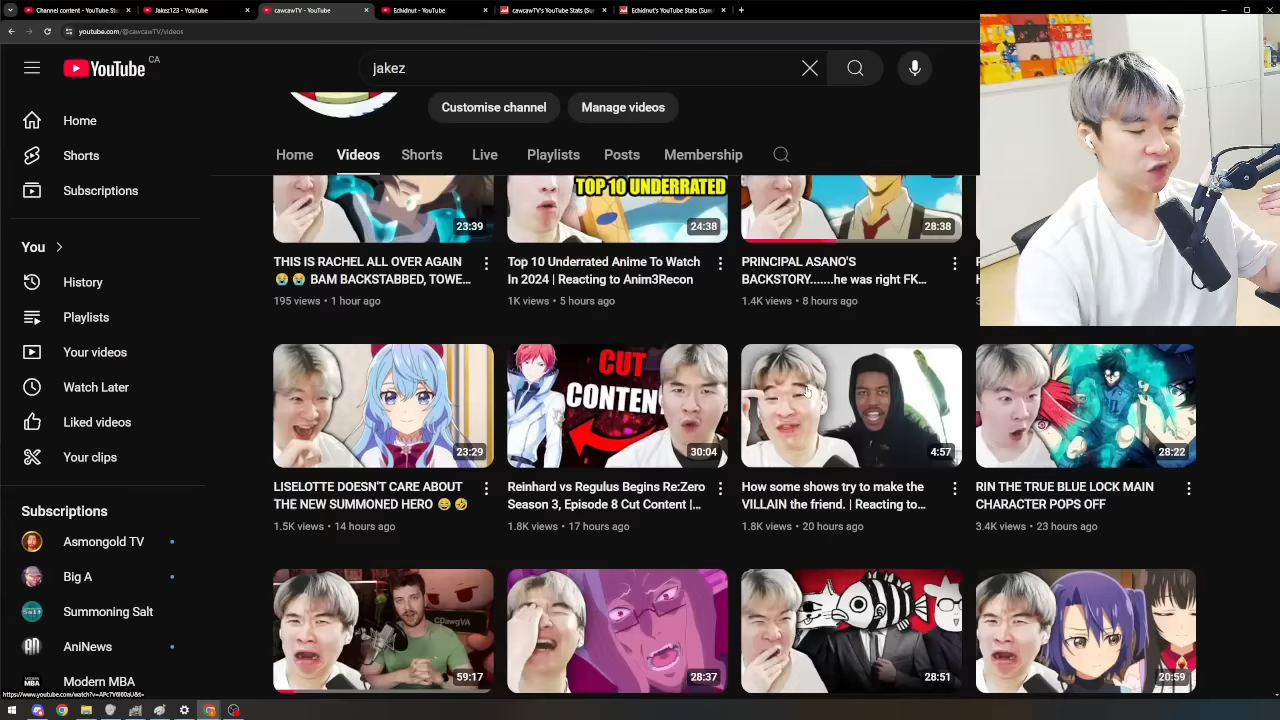 Channel content - YouTube Stu
Jakez123 - YouTube
cawcawTV - YouTube
Echidnut - YouTube
cawcawTV's YouTube Stats (Su
Echidnut's YouTube Stats (Sum
youtube.com/@cawcawTV/videos
YouTube CA
jakez
Customise channel
Manage videos
Home
Shorts
Subscriptions
You
History
Playlists
Your videos
Watch Later
Liked videos
Your clips
Subscriptions
Asmongold TV
Big A
Summoning Salt
AniNews
Modern MBA
Home Videos Shorts Live Playlists Posts Membership
23:39
THIS IS RACHEL ALL OVER AGAIN
😭 😭 BAM BACKSTABBED, TOWE...
195 views • 1 hour ago
TOP 10 UNDERRATED
24:38
Top 10 Underrated Anime To Watch
In 2024 | Reacting to Anim3Recon
1K views • 5 hours ago
28:38
PRINCIPAL ASANO'S
BACKSTORY.......he was right FK...
1.4K views • 8 hours ago
23:29
LISELOTTE DOESN'T CARE ABOUT
THE NEW SUMMONED HERO 😂 🤣
1.5K views • 14 hours ago
CUT
CONTEN
30:04
Reinhard vs Regulus Begins Re:Zero
Season 3, Episode 8 Cut Content |...
1.8K views • 17 hours ago
4:57
How some shows try to make the
VILLAIN the friend. | Reacting to...
1.8K views • 20 hours ago
28:22
RIN THE TRUE BLUE LOCK MAIN
CHARACTER POPS OFF
3.4K views • 23 hours ago
CDawgVA
59:17
28:37
28:51
20:59